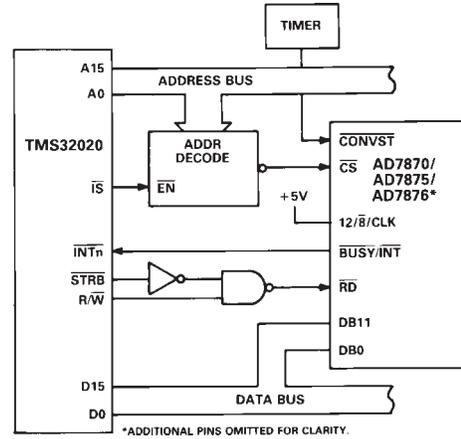 TIMER
A15
ADDRESS BUS
A0
TMS32020
ADDR
DECODE
CONVST
CS
AD7870/
AD7875/
AD7876*
IS
EN
+5V
12/8/CLK
INTn
BUSY/INT
STRB
R/W
RD
DB11
DB0
D15
DATA BUS
D0
*ADDITIONAL PINS OMITTED FOR CLARITY.